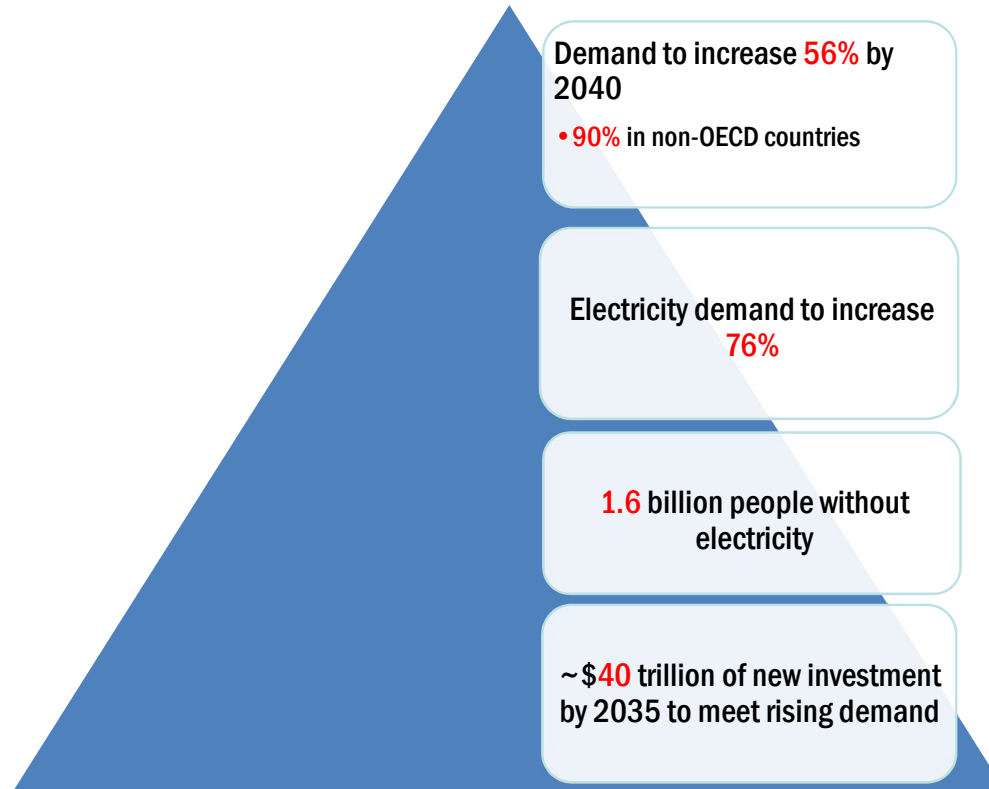 Demand to increase 56% by
2040
• 90% in non-OECD countries
Electricity demand to increase
76%
1.6 billion people without
electricity
~$40 trillion of new investment
by 2035 to meet rising demand